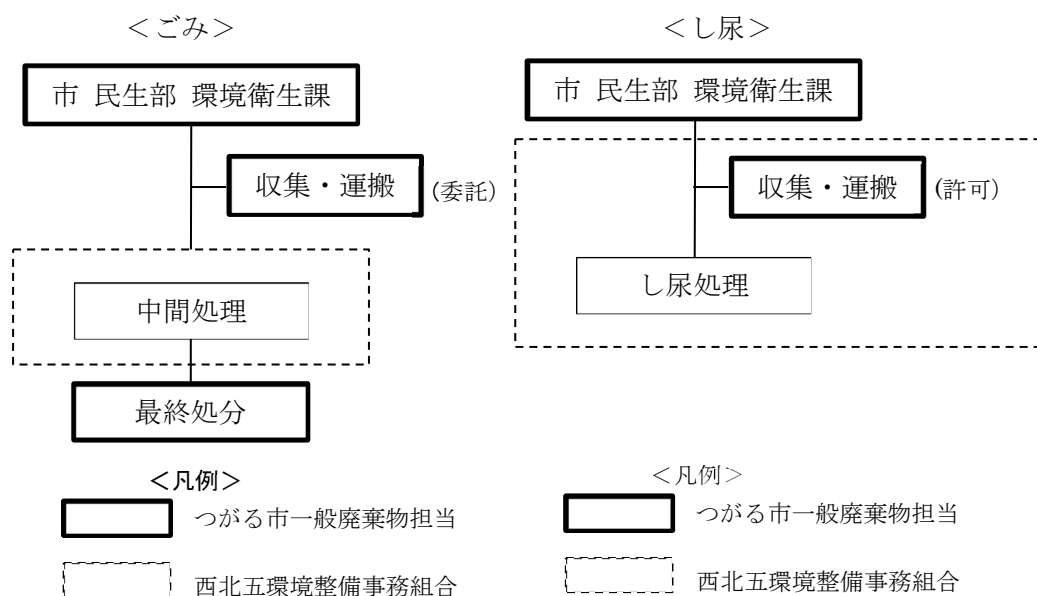 ＜ごみ＞
市 民生部 環境衛生課
収集・運搬
(委託)
中間処理
最終処分
＜凡例＞
つがる市一般廃棄物担当
西北五環境整備事務組合
＜し尿＞
市 民生部 環境衛生課
収集・運搬
(許可)
し尿処理
＜凡例＞
つがる市一般廃棄物担当
西北五環境整備事務組合